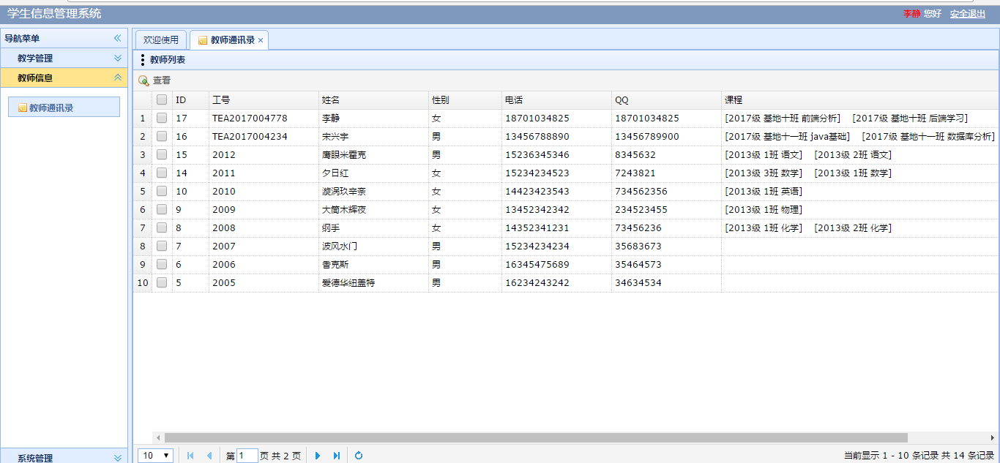 学生信息管理系统 李静 您好 安全退出
导航菜单
教学管理
教师信息
教师通讯录
系统管理
欢迎使用 教师通讯录
教师列表
查看
ID 工号 姓名 性别 电话 QQ 课程
1 17 TEA2017004778 李静 女 18701034825 18701034825 [2017级 基地十班 前端分析] [2017级 基地十班 后端学习]
2 16 TEA2017004234 宋兴宇 男 13456788890 13456789900 [2017级 基地十一班 java基础] [2017级 基地十一班 数据库分析]
3 15 2012 鹰眼米霍克 男 15236345346 8345632 [2013级 1班 语文] [2013级 2班 语文]
4 14 2011 夕日红 女 15234234523 7243821 [2013级 3班 数学] [2013级 1班 数学]
5 10 2010 漩涡玖辛奈 女 14423423543 734562356 [2013级 1班 英语]
6 9 2009 大筒木辉夜 女 13452342342 234523455 [2013级 1班 物理]
7 8 2008 纲手 女 14352341231 73456236 [2013级 1班 化学] [2013级 2班 化学]
8 7 2007 波风水门 男 15234234234 35683673
9 6 2006 香克斯 男 16345475689 35464573
10 5 2005 爱德华纽盖特 男 16234243242 34634534
10 第 1 页 共 2 页 当前显示 1 - 10 条记录 共 14 条记录